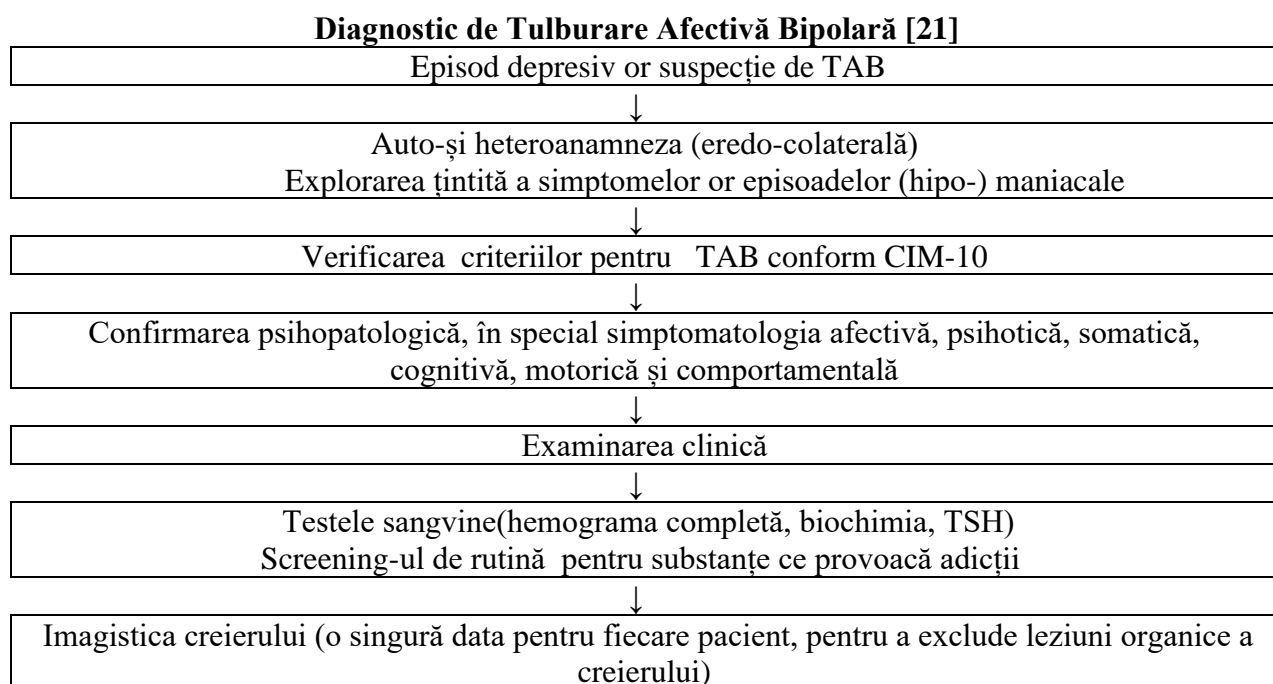 Diagnostic de Tulburare Afectivă Bipolară [21]
Episod depresiv or suspecție de TAB
↓
Auto-și heteroanamneza (eredo-colaterală)
Explorarea țintită a simptomelor or episoadelor (hipo-) maniacale
↓
Verificarea criteriilor pentru TAB conform CIM-10
↓
Confirmarea psihopatologică, în special simptomatologia afectivă, psihotică, somatică,
cognitivă, motorică și comportamentală
↓
Examinarea clinică
↓
Testele sangvine(hemograma completă, biochimia, TSH)
Screening-ul de rutină pentru substanțe ce provoacă adicții
↓
Imagistica creierului (o singură data pentru fiecare pacient, pentru a exclude leziuni organice a
creierului)